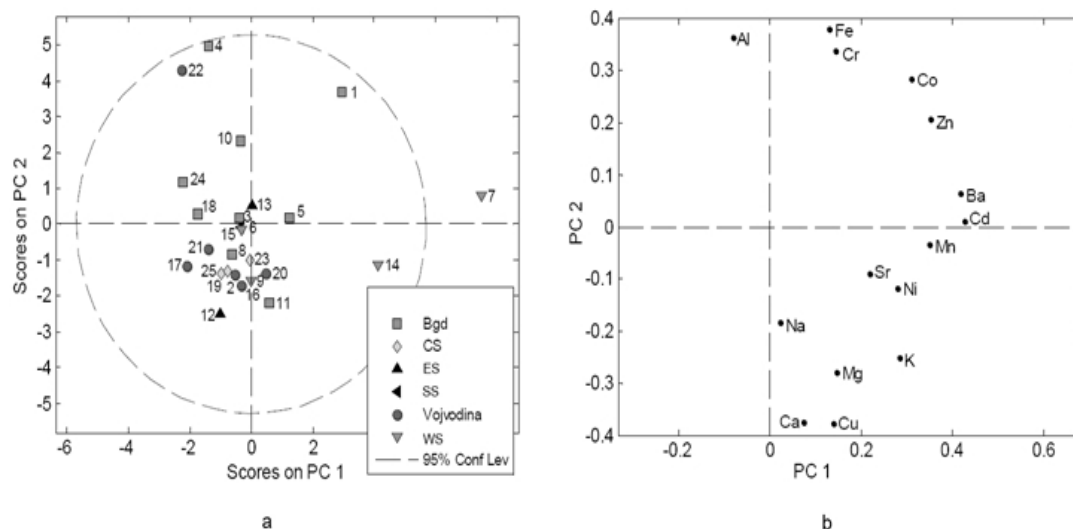 Scores on PC 2
5
4
3
2
1
0
-1
-2
-3
-4
-5
4
22
1
10
24
7
13
18
3
5
15
6
21
8
23
14
17
25
20
19
2
9
16
11
12
Bgd
CS
ES
SS
Vojvodina
WS
95% Conf Lev
-6
-4
-2
0
2
Scores on PC 1
a
PC 2
0.4
0.3
0.2
0.1
0
-0.1
-0.2
-0.3
-0.4
Al
Fe
Cr
Co
Zn
Ba
Cd
Mn
Sr
Ni
Na
K
Mg
Ca
Cu
-0.2
0
0.2
0.4
0.6
PC 1
b